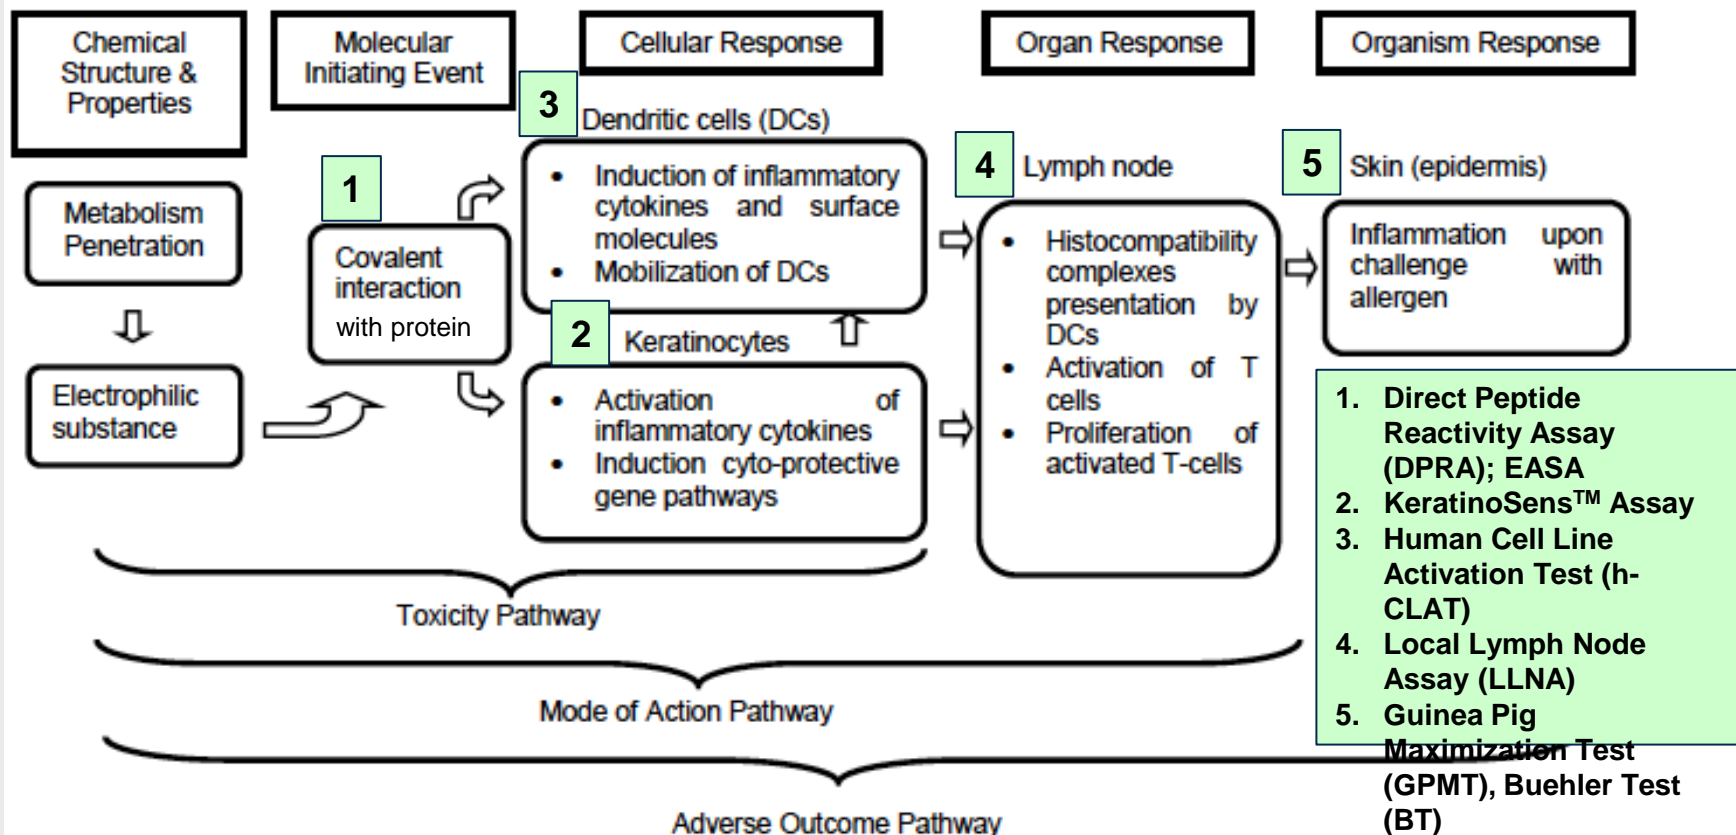 Chemical
Structure &
Properties
Molecular
Initiating Event
Cellular Response
Organ Response
Organism Response
Metabolism
Penetration
Electrophilic
substance
1
Covalent
interaction
with protein
3
Dendritic cells (DCs)
• Induction of inflammatory
cytokines and surface
molecules
• Mobilization of DCs
2
Keratinocytes
• Activation of
inflammatory cytokines
• Induction cyto-protective
gene pathways
4
Lymph node
• Histocompatibility
complexes
presentation by
DCs
• Activation of T
cells
• Proliferation of
activated T-cells
5
Skin (epidermis)
Inflammation upon
challenge with
allergen
1. Direct Peptide
Reactivity Assay
(DPRA); EASA
2. KeratinoSens™ Assay
3. Human Cell Line
Activation Test (h-
CLAT)
4. Local Lymph Node
Assay (LLNA)
5. Guinea Pig
Maximization Test
(GPMT), Buehler Test
(BT)
Toxicity Pathway
Mode of Action Pathway
Adverse Outcome Pathway